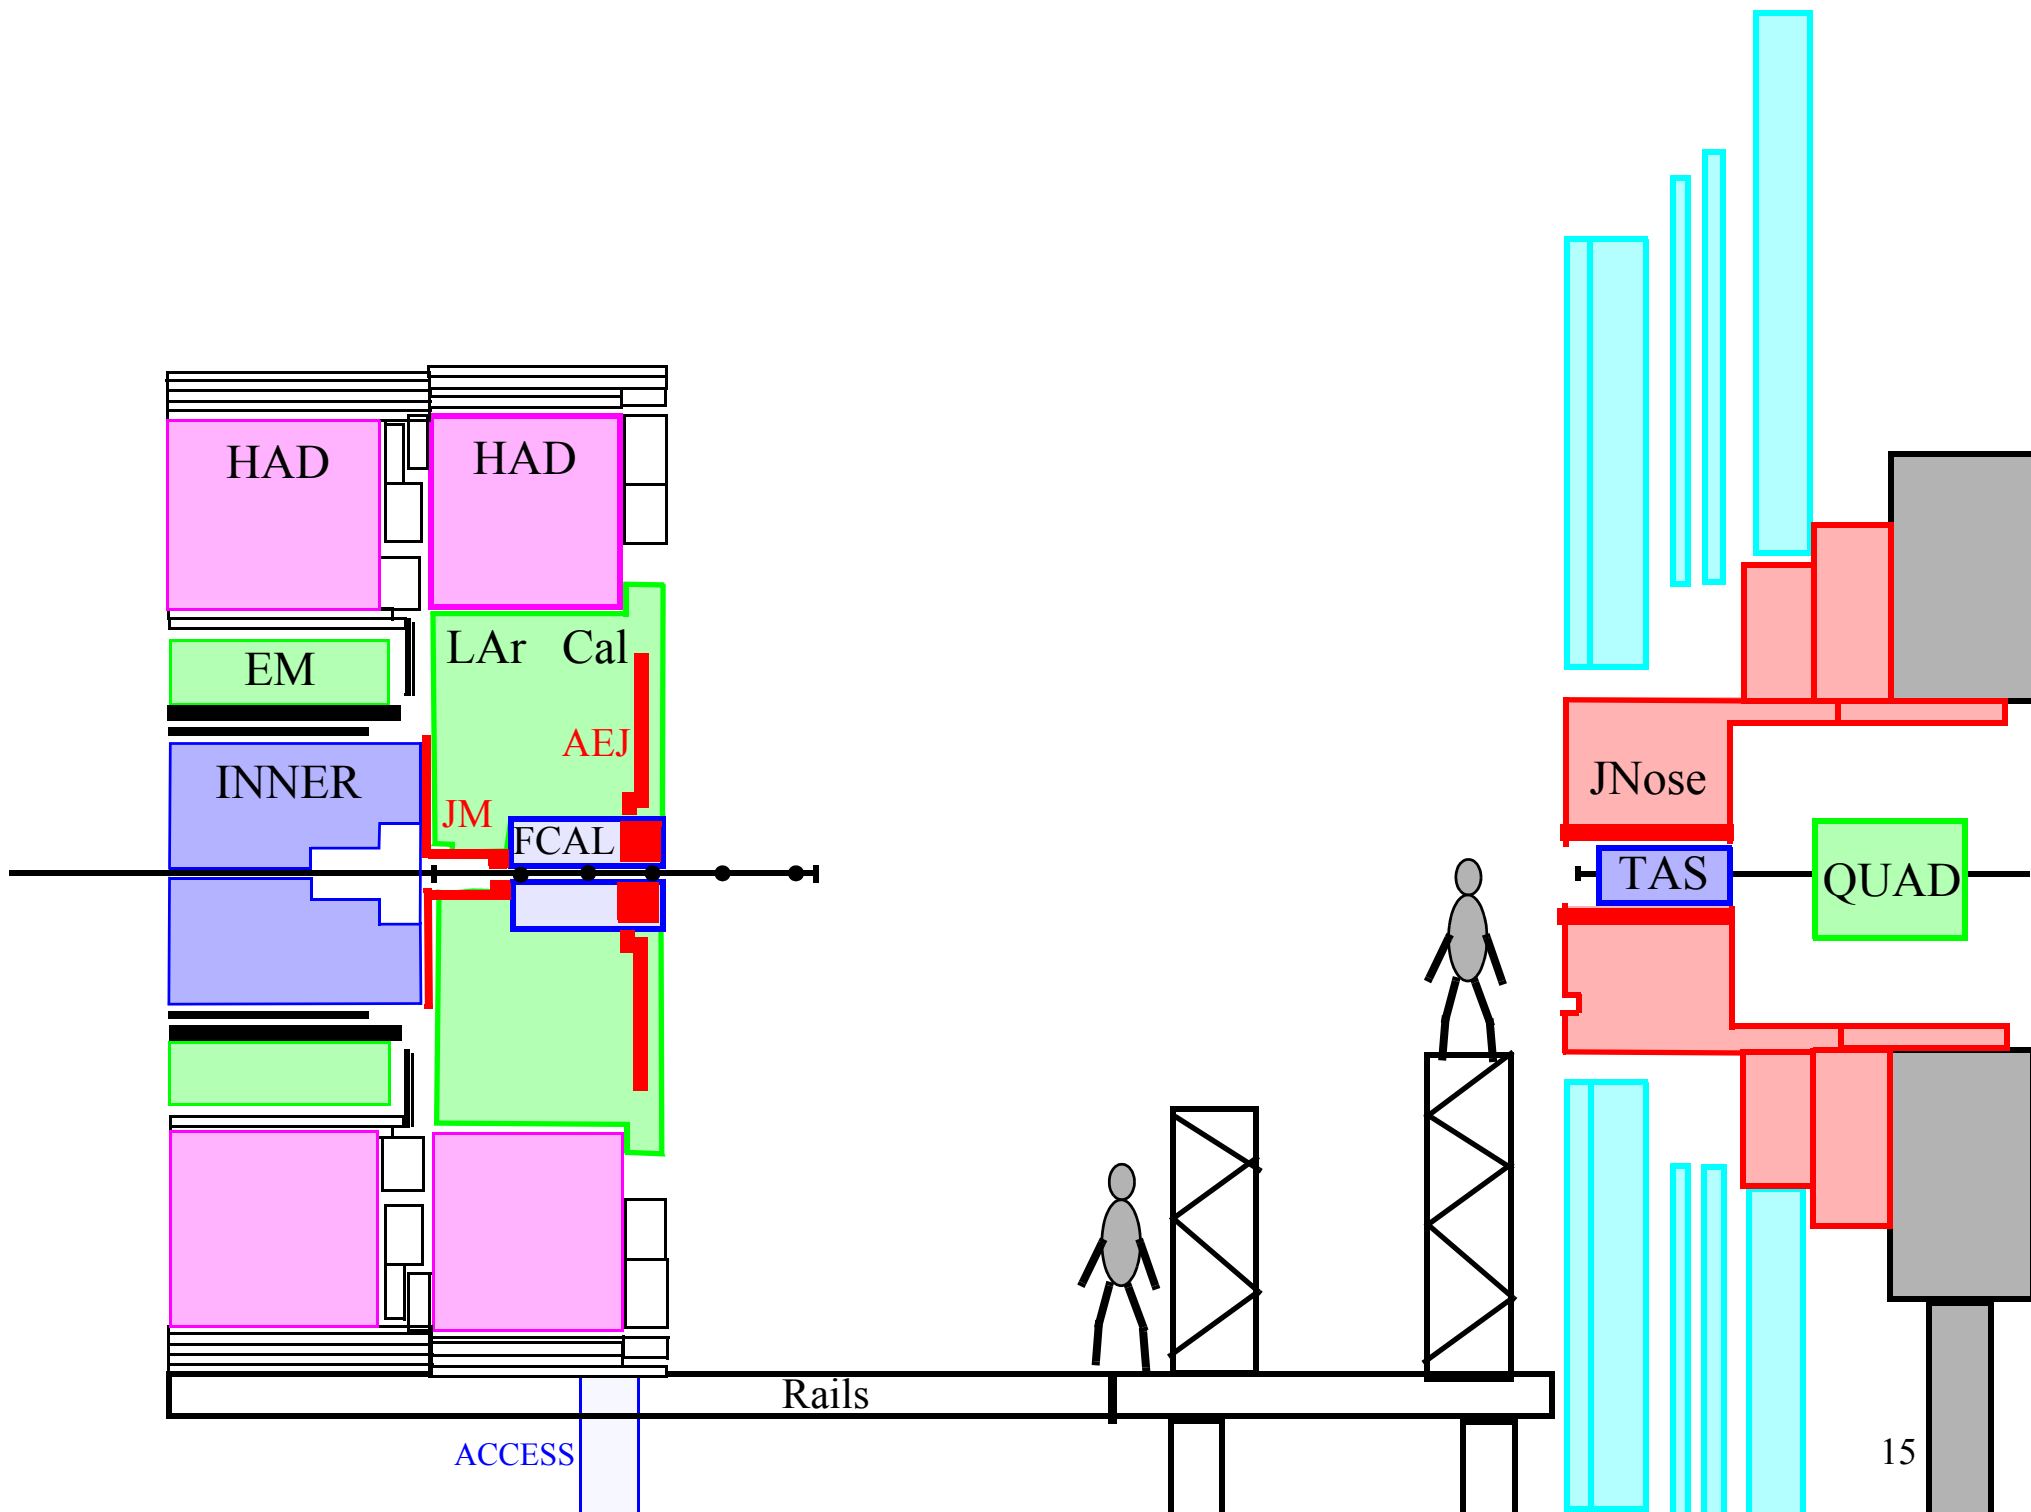 HAD
HAD
LAr Cal
EM
AEJ
INNER
JNose
JM
FCAL
TAS
QUAD
Rails
ACCESS
15